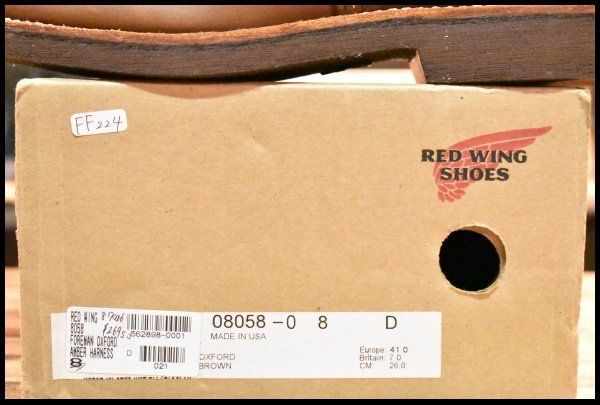 FF224
RED WING
SHOES
08058-0 8 D
MADE IN USA
OXFORD
BROWN
Europe: 41.0
Britain: 7.0
CM: 26.0
RED WING
8058
FOREMAN OXFORD
AMBER HARNESS D
562898-0001
021